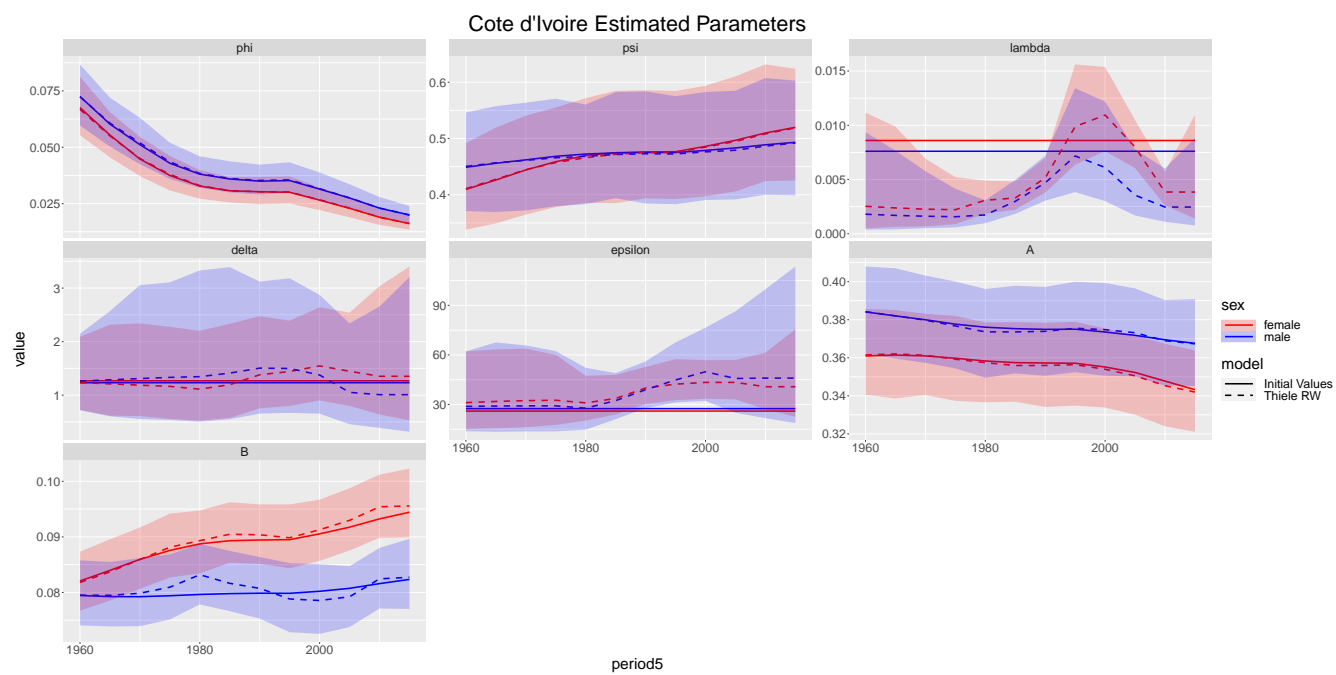 Cote d'Ivoire Estimated Parameters
phi
psi
lambda
0.075
0.050
0.025
0.6
0.5
0.4
0.015
0.010
0.005
0.000
delta
epsilon
A
3
2
1
90
60
30
0.40
0.38
0.36
0.34
0.32
1960
1980
2000
1960
1980
2000
B
0.10
0.09
0.08
1960
1980
2000
value
period5
sex
female
male
model
Initial Values
Thiele RW